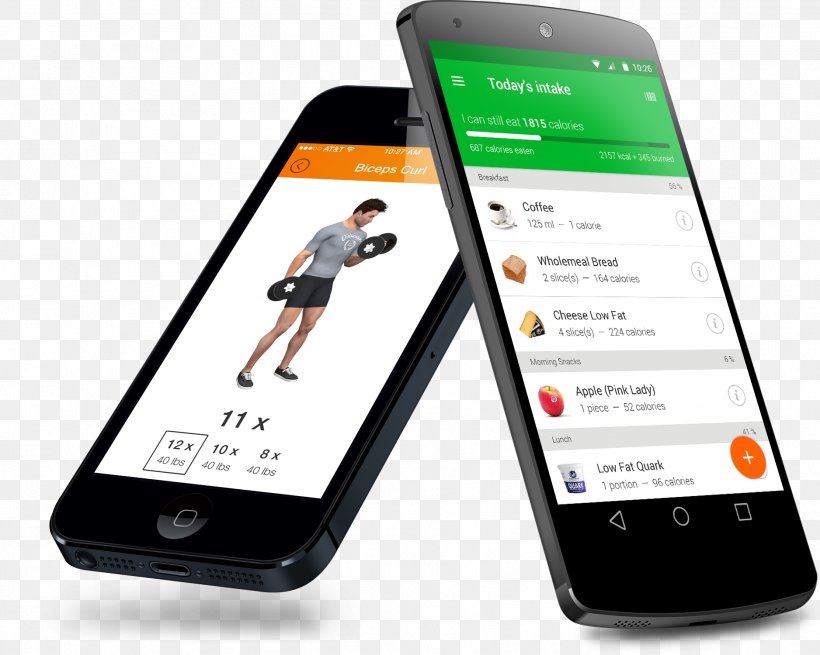 AT&T 10:27 AM
Biceps Curl
11 x
12 x 10 x 8 x
40 lbs 40 lbs 40 lbs
10:26
Today's intake
I can still eat 1815 calories
687 calories eaten 2157 kcal + 345 burned
Breakfast 56 %
Coffee
125 ml – 1 calorie
Wholemeal Bread
2 slice(s) – 164 calories
Cheese Low Fat
4 slice(s) – 224 calories
Morning Snacks 6 %
Apple (Pink Lady)
1 piece – 52 calories
Lunch 41 %
Low Fat Quark
1 portion – 96 calories
QUARK